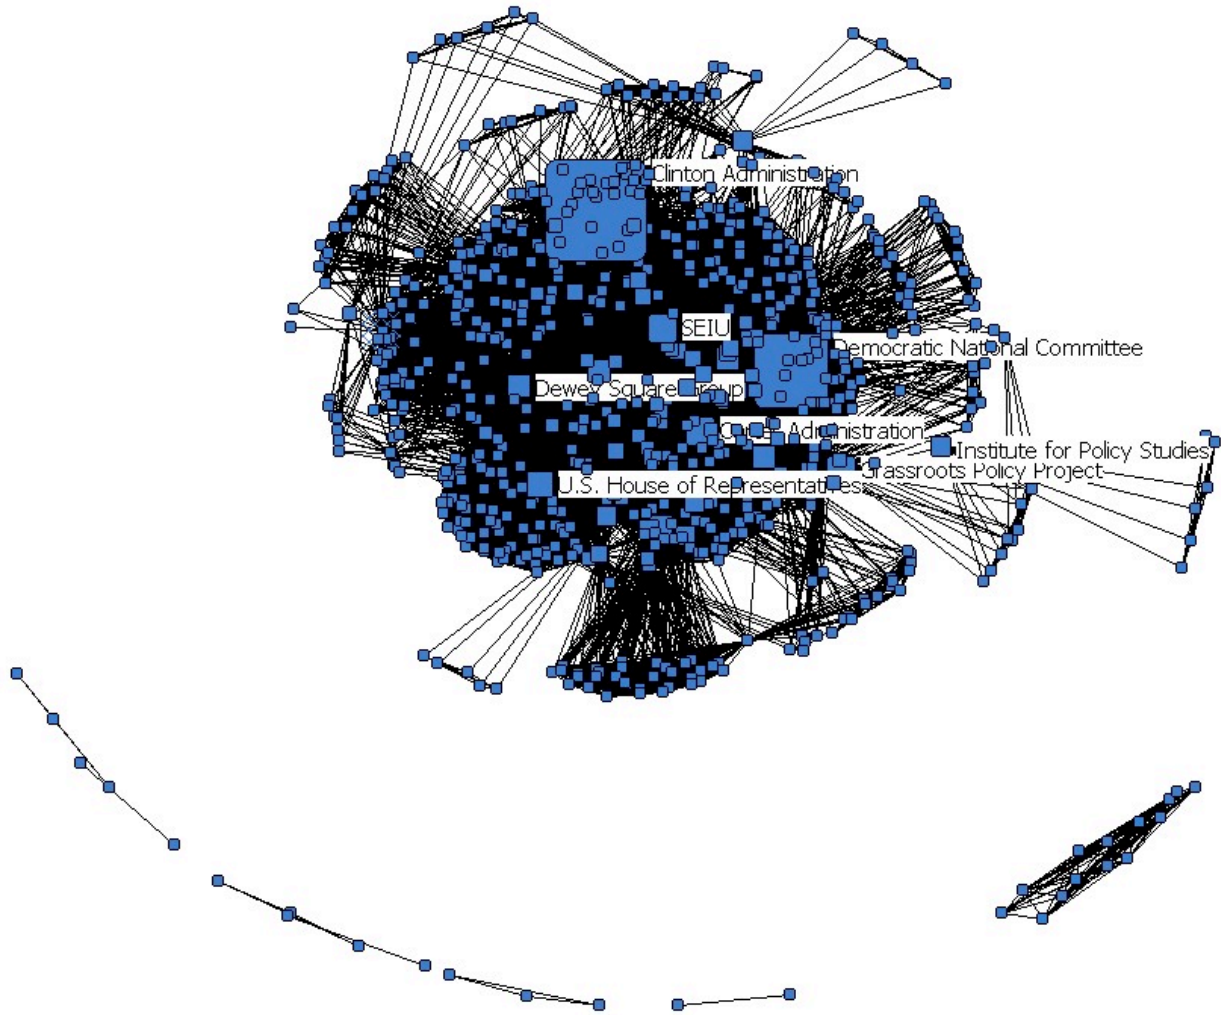 Clinton Administration
SEIU
Democratic National Committee
Dewey Square Group
Carter Administration
Institute for Policy Studies
Grassroots Policy Project
U.S. House of Representatives